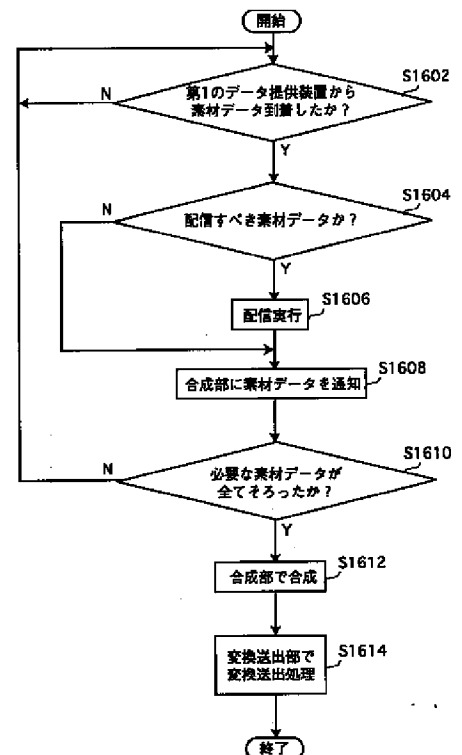 開始
S1602
N
第1のデータ提供装置から
素材データ到着したか?
Y
S1604
N
配信すべき素材データか?
Y
S1606
配信実行
S1608
合成部に素材データを通知
S1610
N
必要な素材データが
全てそろったか?
Y
S1612
合成部で合成
S1614
変換送出部で
変換送出処理
終了